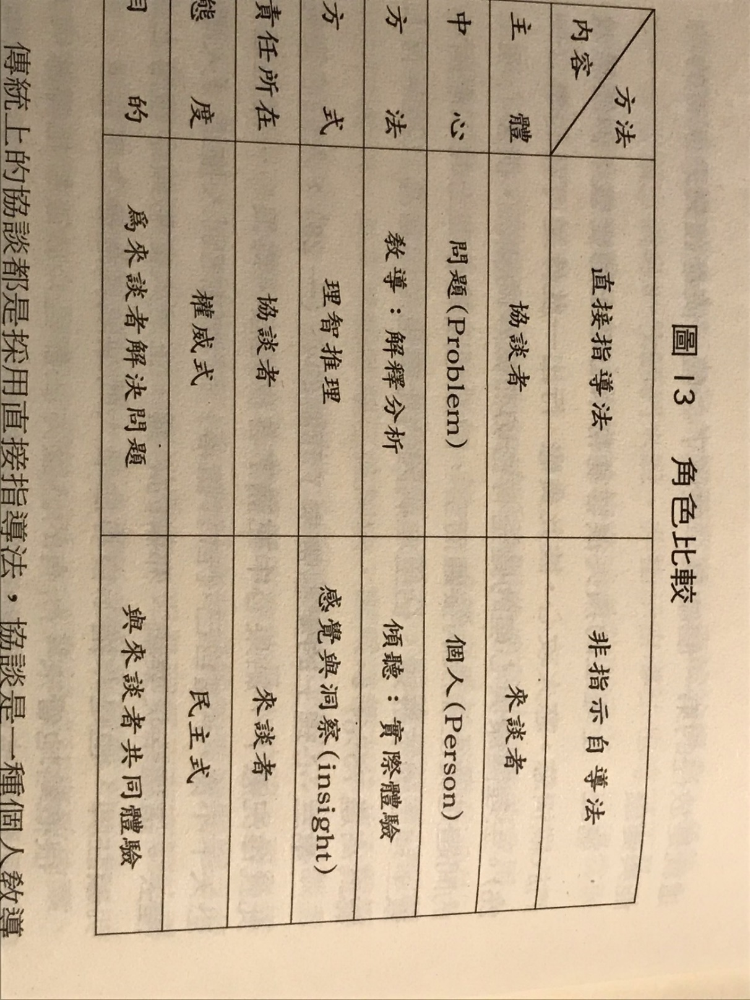 圖13 角色比較
方法
內容 直接指導法 非指示自導法
主體 協談者 來談者
中心 問題(Problem) 個人(Person)
方法 教導：解釋分析 傾聽：實際體驗
方式 理智推理 感覺與洞察(insight)
責任所在 協談者 來談者
態度 權威式 民主式
目的 為來談者解決問題 與來談者共同體驗
傳統上的協談都是採用直接指導法，協談是一種個人教導